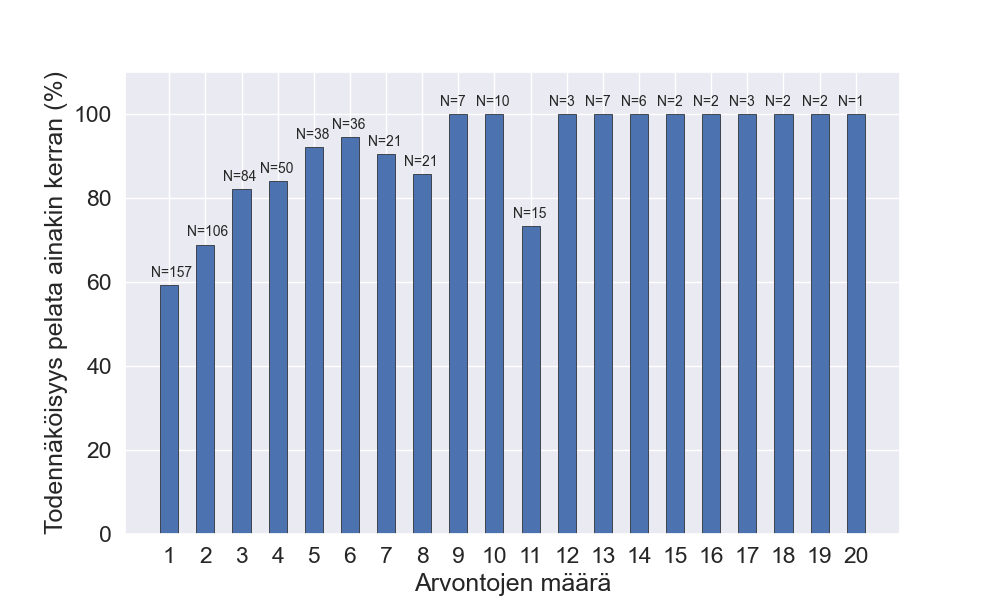 Todennäköisyys pelata ainakin kerran (%)
100
80
60
40
20
0
N=157
N=106
N=84
N=50
N=38
N=36
N=21
N=21
N=7
N=10
N=15
N=3
N=7
N=6
N=2
N=2
N=3
N=2
N=2
N=1
1 2 3 4 5 6 7 8 9 10 11 12 13 14 15 16 17 18 19 20
Arvontojen määrä